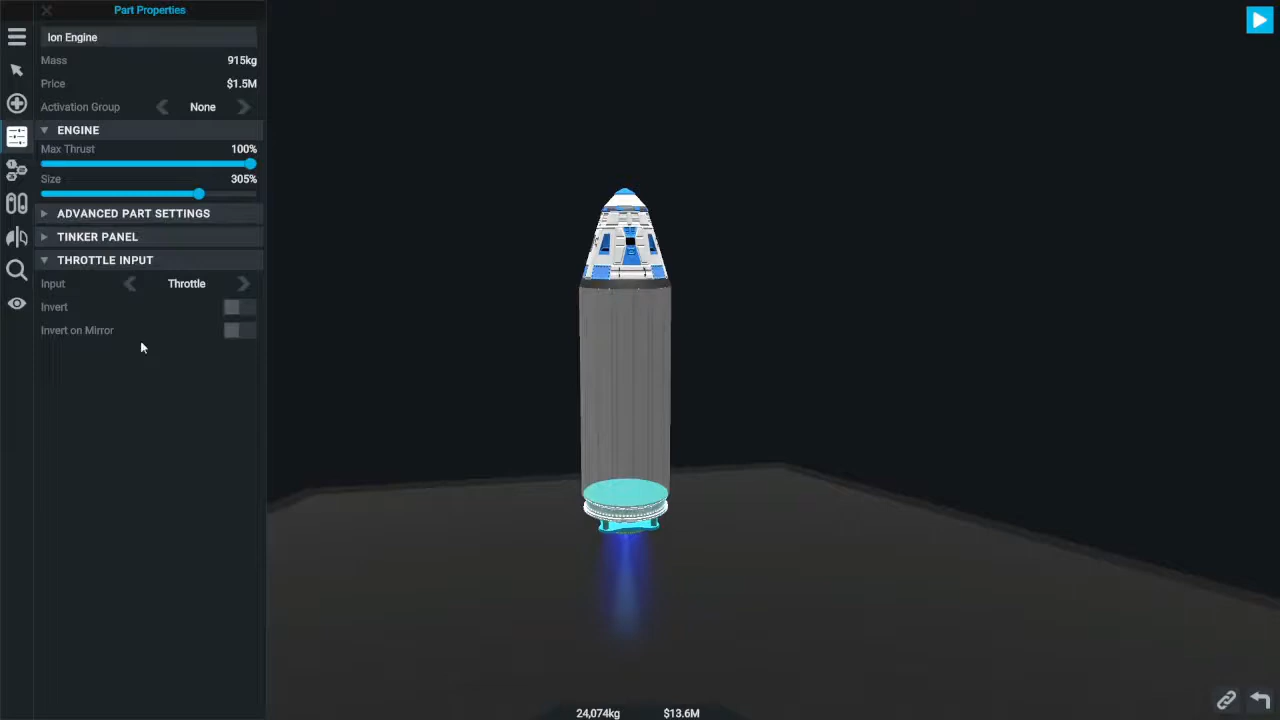 Part Properties
Ion Engine
Mass 915kg
Price $1.5M
Activation Group None
ENGINE
Max Thrust 100%
Size 305%
ADVANCED PART SETTINGS
TINKER PANEL
THROTTLE INPUT
Input Throttle
Invert
Invert on Mirror
24,074kg $13.6M